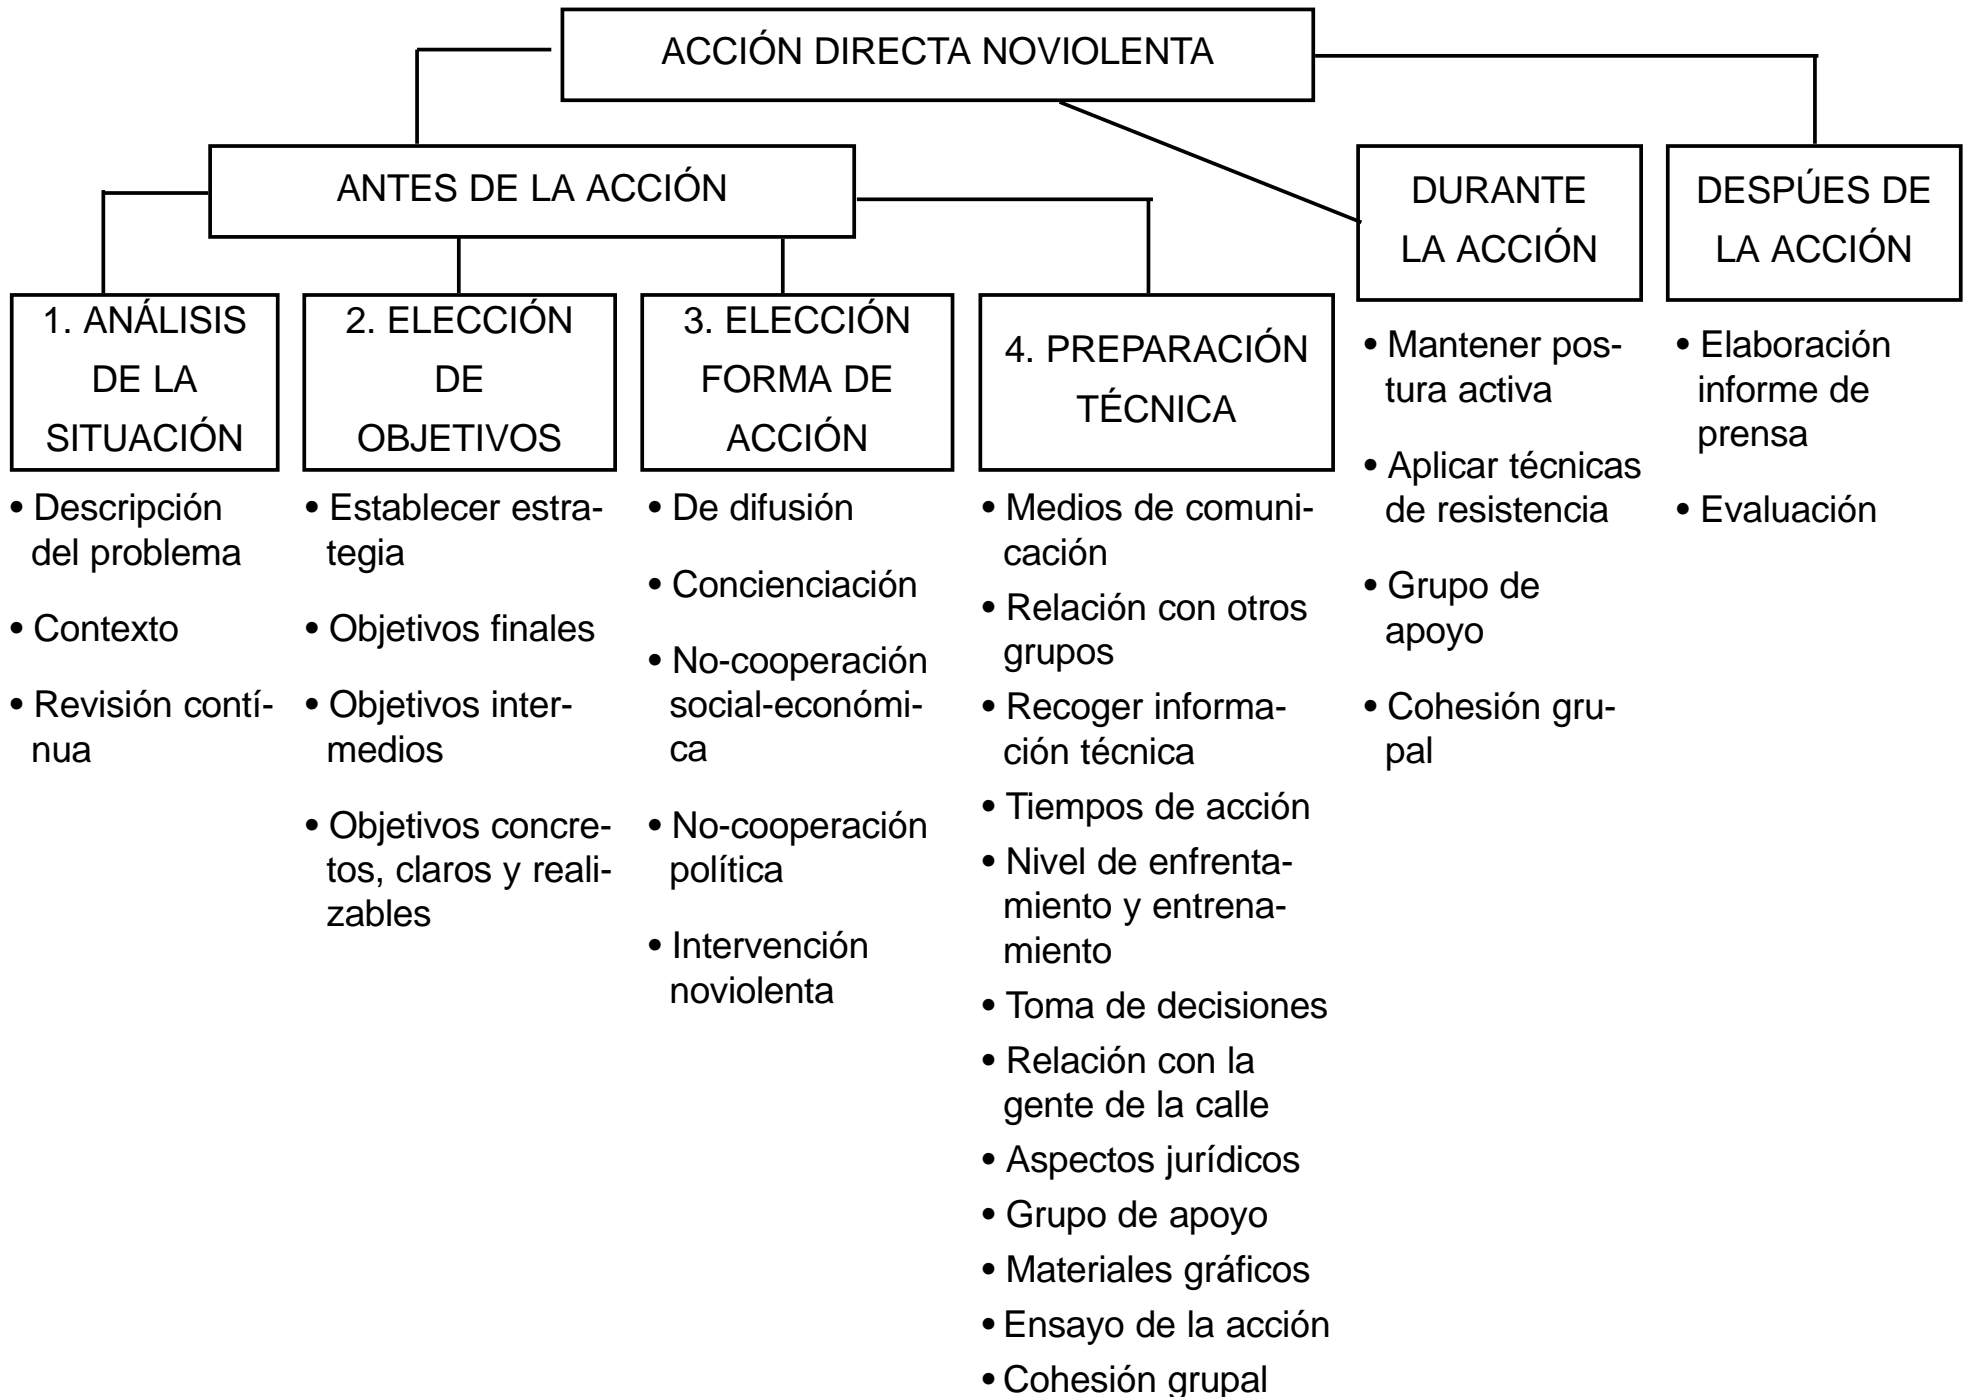 ACCIÓN DIRECTA NOVIOLENTA
ANTES DE LA ACCIÓN
1. ANÁLISIS
DE LA
SITUACIÓN
• Descripción
del problema
• Contexto
• Revisión contí-
nua
2. ELECCIÓN
DE
OBJETIVOS
• Establecer estra-
tegia
• Objetivos finales
• Objetivos inter-
medios
• Objetivos concre-
tos, claros y reali-
zables
3. ELECCIÓN
FORMA DE
ACCIÓN
• De difusión
• Concienciación
• No-cooperación
social-económi-
ca
• No-cooperación
política
• Intervención
noviolenta
4. PREPARACIÓN
TÉCNICA
• Medios de comuni-
cación
• Relación con otros
grupos
• Recoger informa-
ción técnica
• Tiempos de acción
• Nivel de enfrenta-
miento y entrena-
miento
• Toma de decisiones
• Relación con la
gente de la calle
• Aspectos jurídicos
• Grupo de apoyo
• Materiales gráficos
• Ensayo de la acción
• Cohesión grupal
DURANTE
LA ACCIÓN
• Mantener pos-
tura activa
• Aplicar técnicas
de resistencia
• Grupo de
apoyo
• Cohesión gru-
pal
DESPÚES DE
LA ACCIÓN
• Elaboración
informe de
prensa
• Evaluación